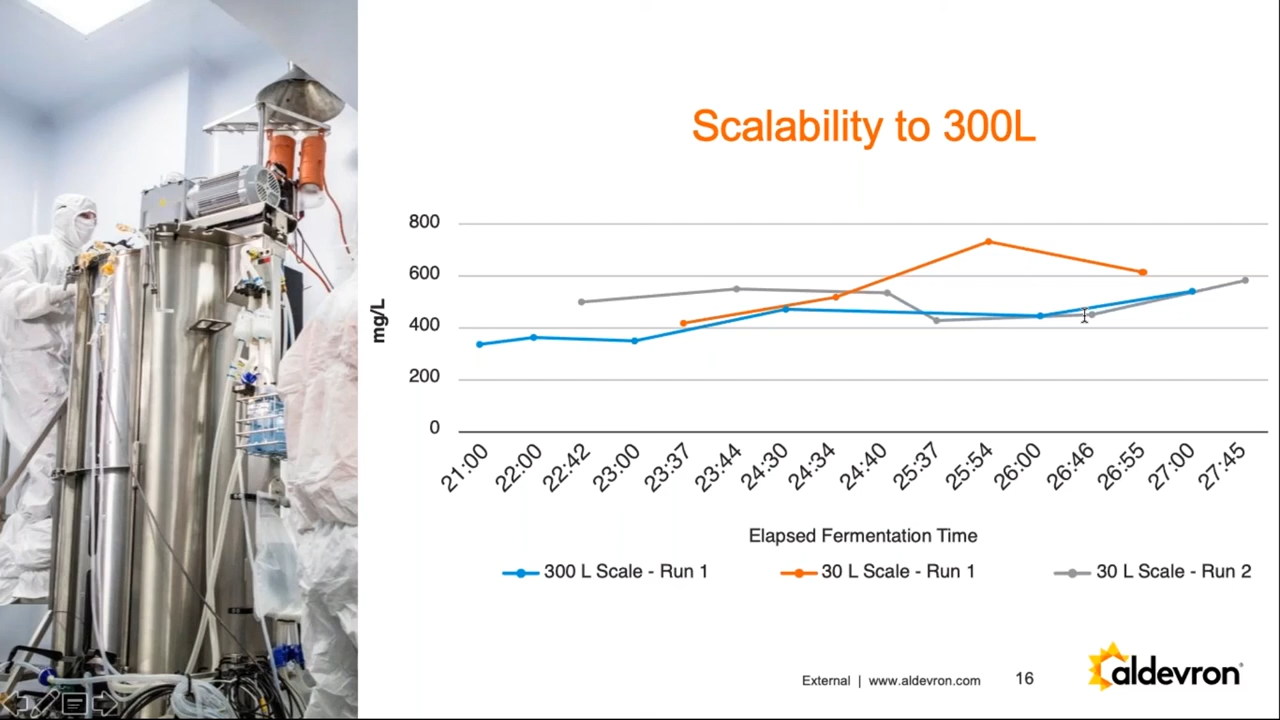 Scalability to 300L
800
600
400
200
0
mg/L
21:00 22:00 22:42 23:00 23:37 23:44 24:30 24:34 24:40 25:37 25:54 26:00 26:46 26:55 27:00 27:45
Elapsed Fermentation Time
300 L Scale - Run 1 30 L Scale - Run 1 30 L Scale - Run 2
External | www.aldevron.com 16 aldevron